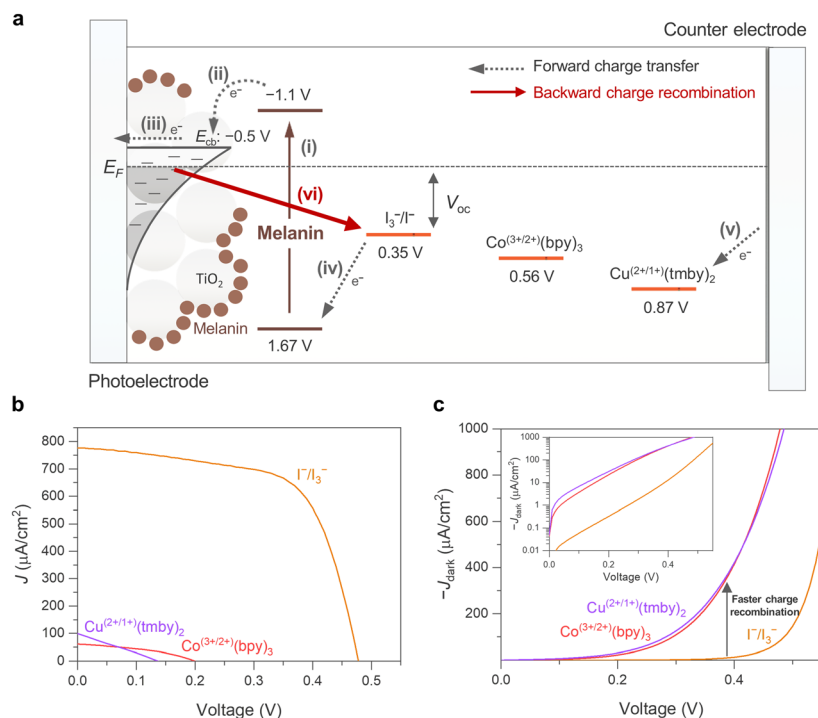 a
Counter electrode
Forward charge transfer
Backward charge recombination
(ii)
e⁻
−1.1 V
(iii) e⁻
E_cb: −0.5 V
(i)
E_F
(vi)
V_oc
I₃⁻/I⁻
0.35 V
Melanin
Co⁽³⁺/²⁺⁾(bpy)₃
0.56 V
(v)
e⁻
Cu⁽²⁺/¹⁺⁾(tmby)₂
0.87 V
(iv)
e⁻
TiO₂
Melanin
1.67 V
Photoelectrode
b
J (µA/cm²)
800
700
600
500
400
300
200
100
0
I⁻/I₃⁻
Cu⁽²⁺/¹⁺⁾(tmby)₂
Co⁽³⁺/²⁺⁾(bpy)₃
0.0 0.1 0.2 0.3 0.4 0.5
Voltage (V)
c
−J_dark (µA/cm²)
1000
800
600
400
200
0
−J_dark (µA/cm²)
1000
100
10
1
0.1
0.01
0.0 0.2 0.4
Voltage (V)
Cu⁽²⁺/¹⁺⁾(tmby)₂
Co⁽³⁺/²⁺⁾(bpy)₃
Faster charge
recombination
I⁻/I₃⁻
0.0 0.2 0.4
Voltage (V)